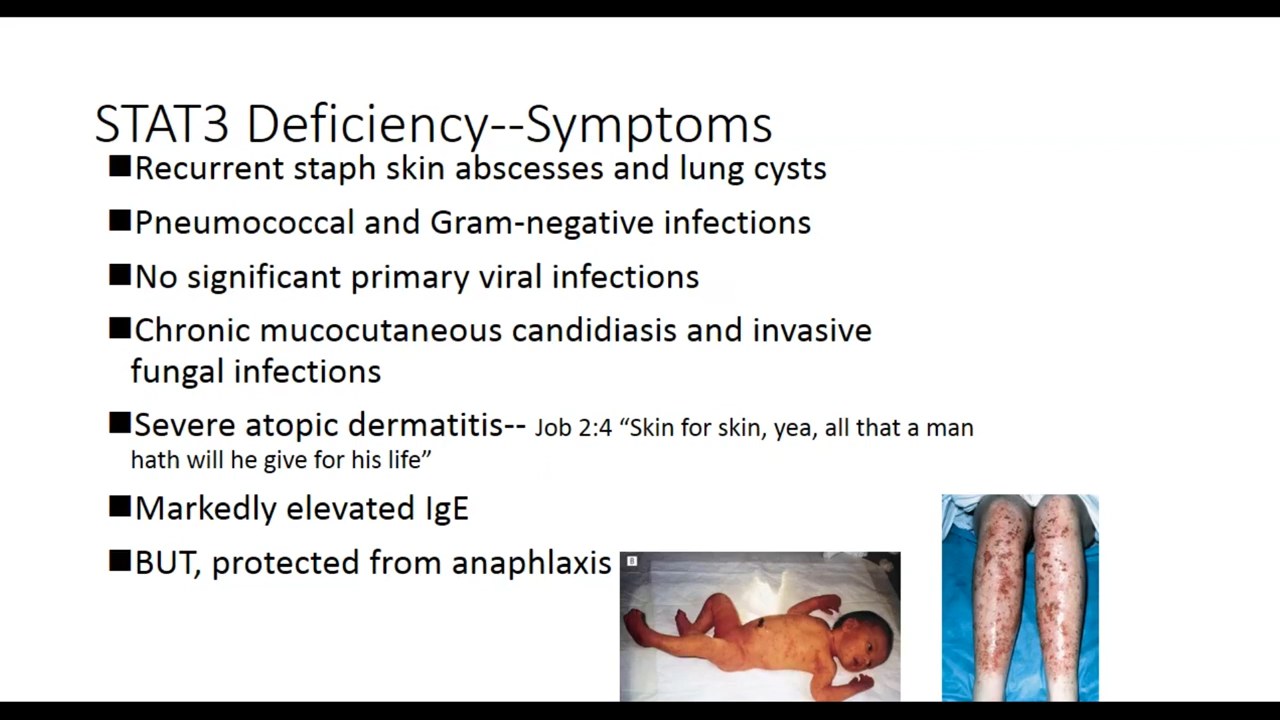 STAT3 Deficiency--Symptoms
■Recurrent staph skin abscesses and lung cysts
■Pneumococcal and Gram-negative infections
■No significant primary viral infections
■Chronic mucocutaneous candidiasis and invasive
fungal infections
■Severe atopic dermatitis-- Job 2:4 “Skin for skin, yea, all that a man
hath will he give for his life”
■Markedly elevated IgE
■BUT, protected from anaphlaxis
B